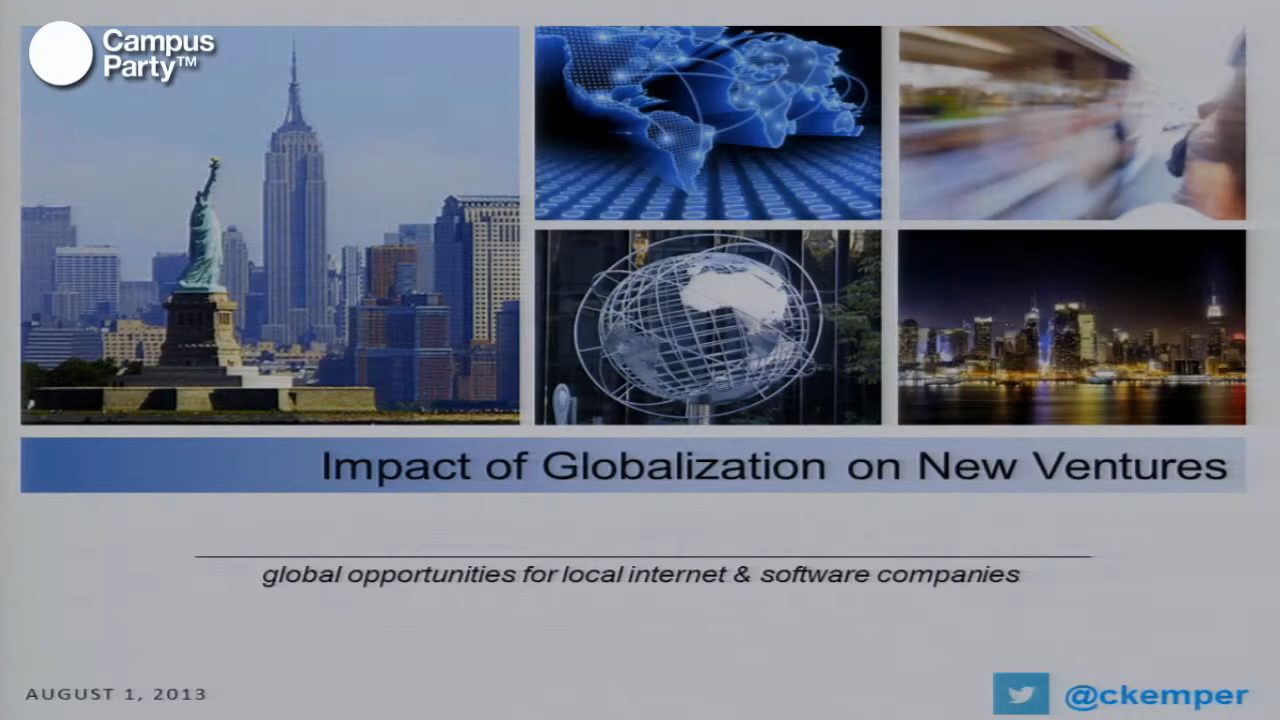 Campus
Party™
Impact of Globalization on New Ventures
global opportunities for local internet & software companies
AUGUST 1, 2013
@ckemper